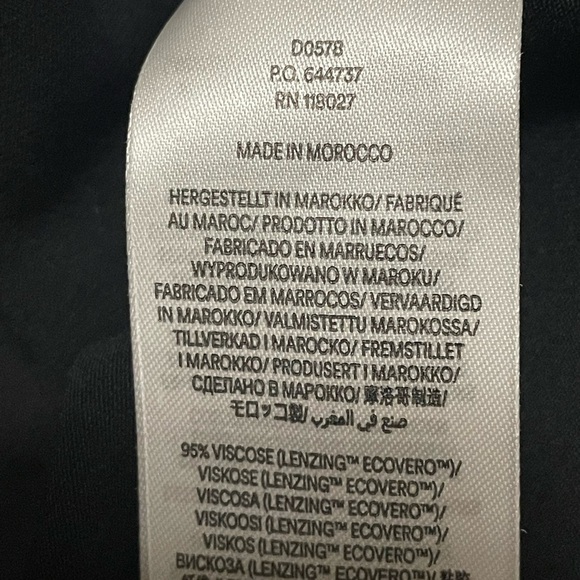 D0578
P.O. 644737
RN 118027
MADE IN MOROCCO
HERGESTELLT IN MAROKKO/ FABRIQUÉ
AU MAROC/ PRODOTTO IN MAROCCO/
FABRICADO EN MARRUECOS/
WYPRODUKOWANO W MAROKU/
FABRICADO EM MARROCOS/ VERVAARDIGD
IN MAROKKO/ VALMISTETTU MAROKOSSA/
TILLVERKAD I MAROCKO/ FREMSTILLET
I MAROKKO/ PRODUSERT I MAROKKO/
СДЕЛАНО В МАРОККО/ 摩洛哥制造/
モロッコ製/ صنع في المغرب/
95% VISCOSE (LENZING™ ECOVERO™)/
VISKOSE (LENZING™ ECOVERO™)/
VISCOSA (LENZING™ ECOVERO™)/
VISKOOSI (LENZING™ ECOVERO™)/
VISKOS (LENZING™ ECOVERO™)/
ВИСКОЗА (LENZING™ ECOVERO™)/